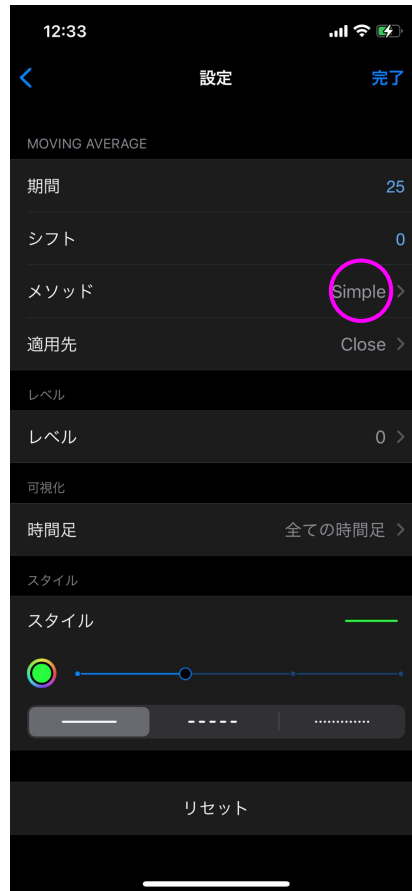 12:33
設定
完了
MOVING AVERAGE
期間 25
シフト 0
メソッド Simple
適用先 Close
レベル
レベル 0
可視化
時間足 全ての時間足
スタイル
スタイル
リセット